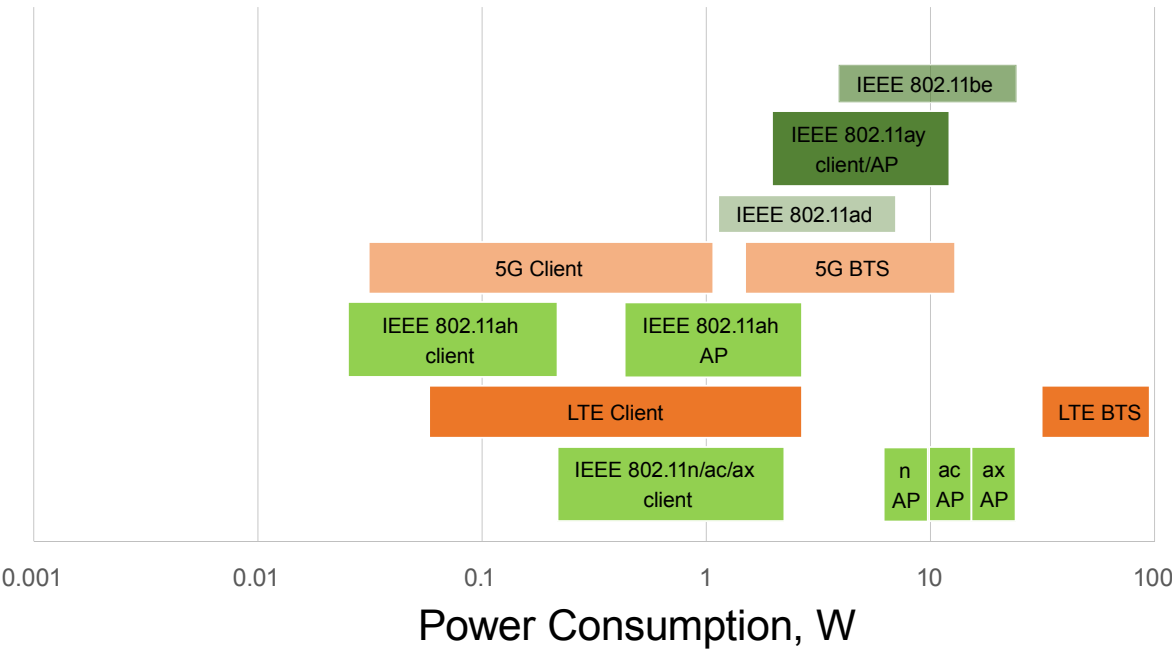 IEEE 802.11be
IEEE 802.11ay
client/AP
IEEE 802.11ad
5G Client
5G BTS
IEEE 802.11ah
client
IEEE 802.11ah
AP
LTE Client
LTE BTS
IEEE 802.11n/ac/ax
client
n
AP
ac
AP
ax
AP
0.001
0.01
0.1
1
10
100
Power Consumption, W